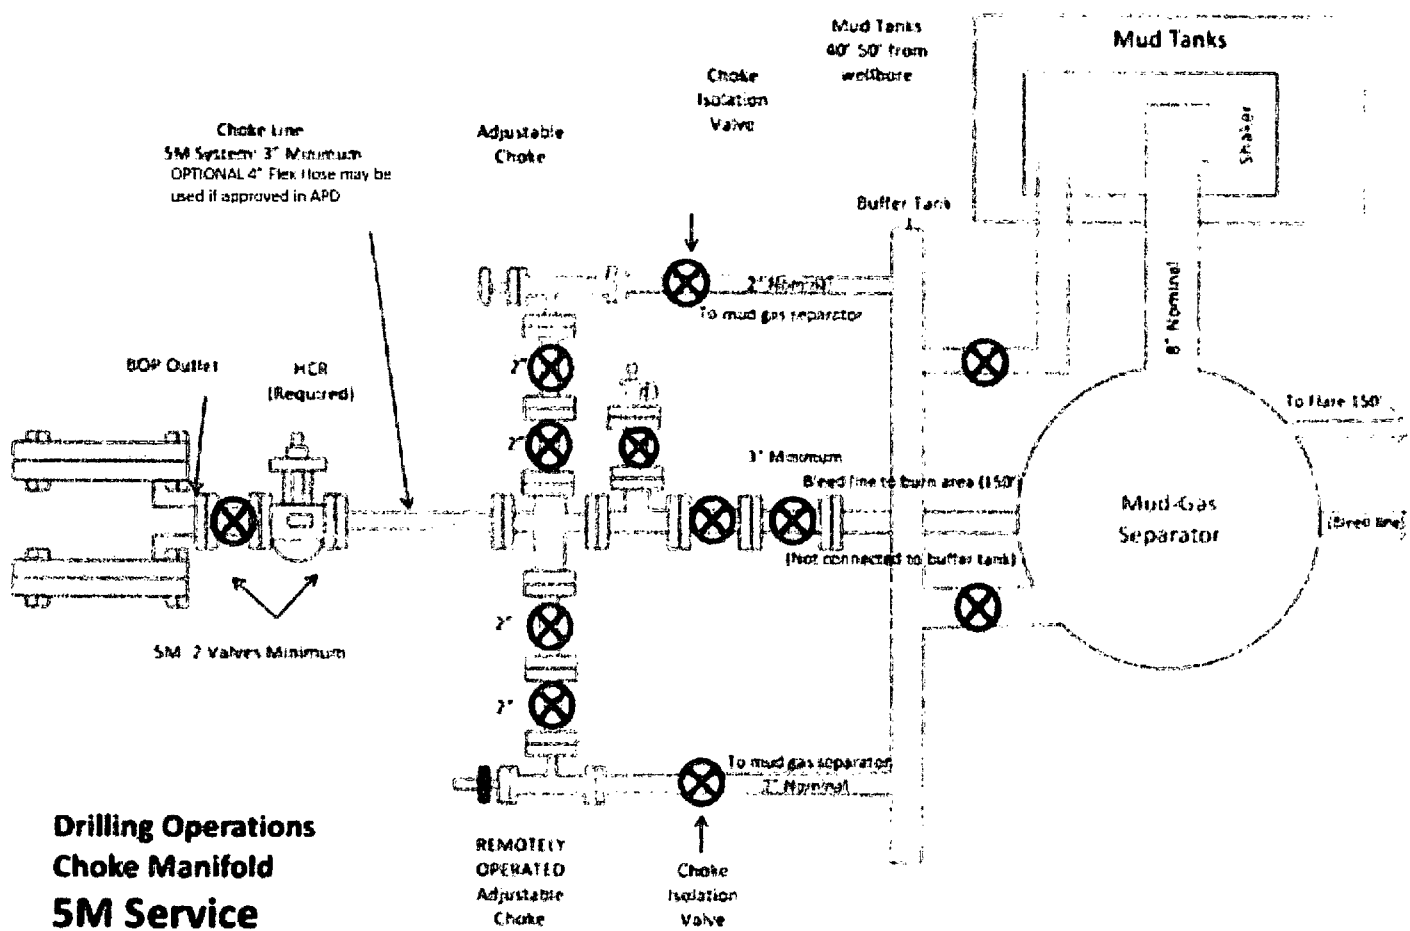 Mud Tanks
40' 50' from
wellbore
Mud Tanks
Choke
Isolation
Valve
Shaker
Choke Line
5M System: 3" Minimum
OPTIONAL 4" Flex Hose may be
used if approved in APD
Adjustable
Choke
Buffer Tank
8" Nominal
2" Nominal
To mud gas separator
BOP Outlet
HCR
(Required)
2"
2"
To Flare 150'
3" Minimum
Bleed line to burn area (150'
Mud-Gas
Separator
(Bleed line)
(Not connected to buffer tank)
2"
5M 2 Valves Minimum
2"
To mud gas separator
2" Nominal
Drilling Operations
Choke Manifold
5M Service
REMOTELY
OPERATED
Adjustable
Choke
Choke
Isolation
Valve